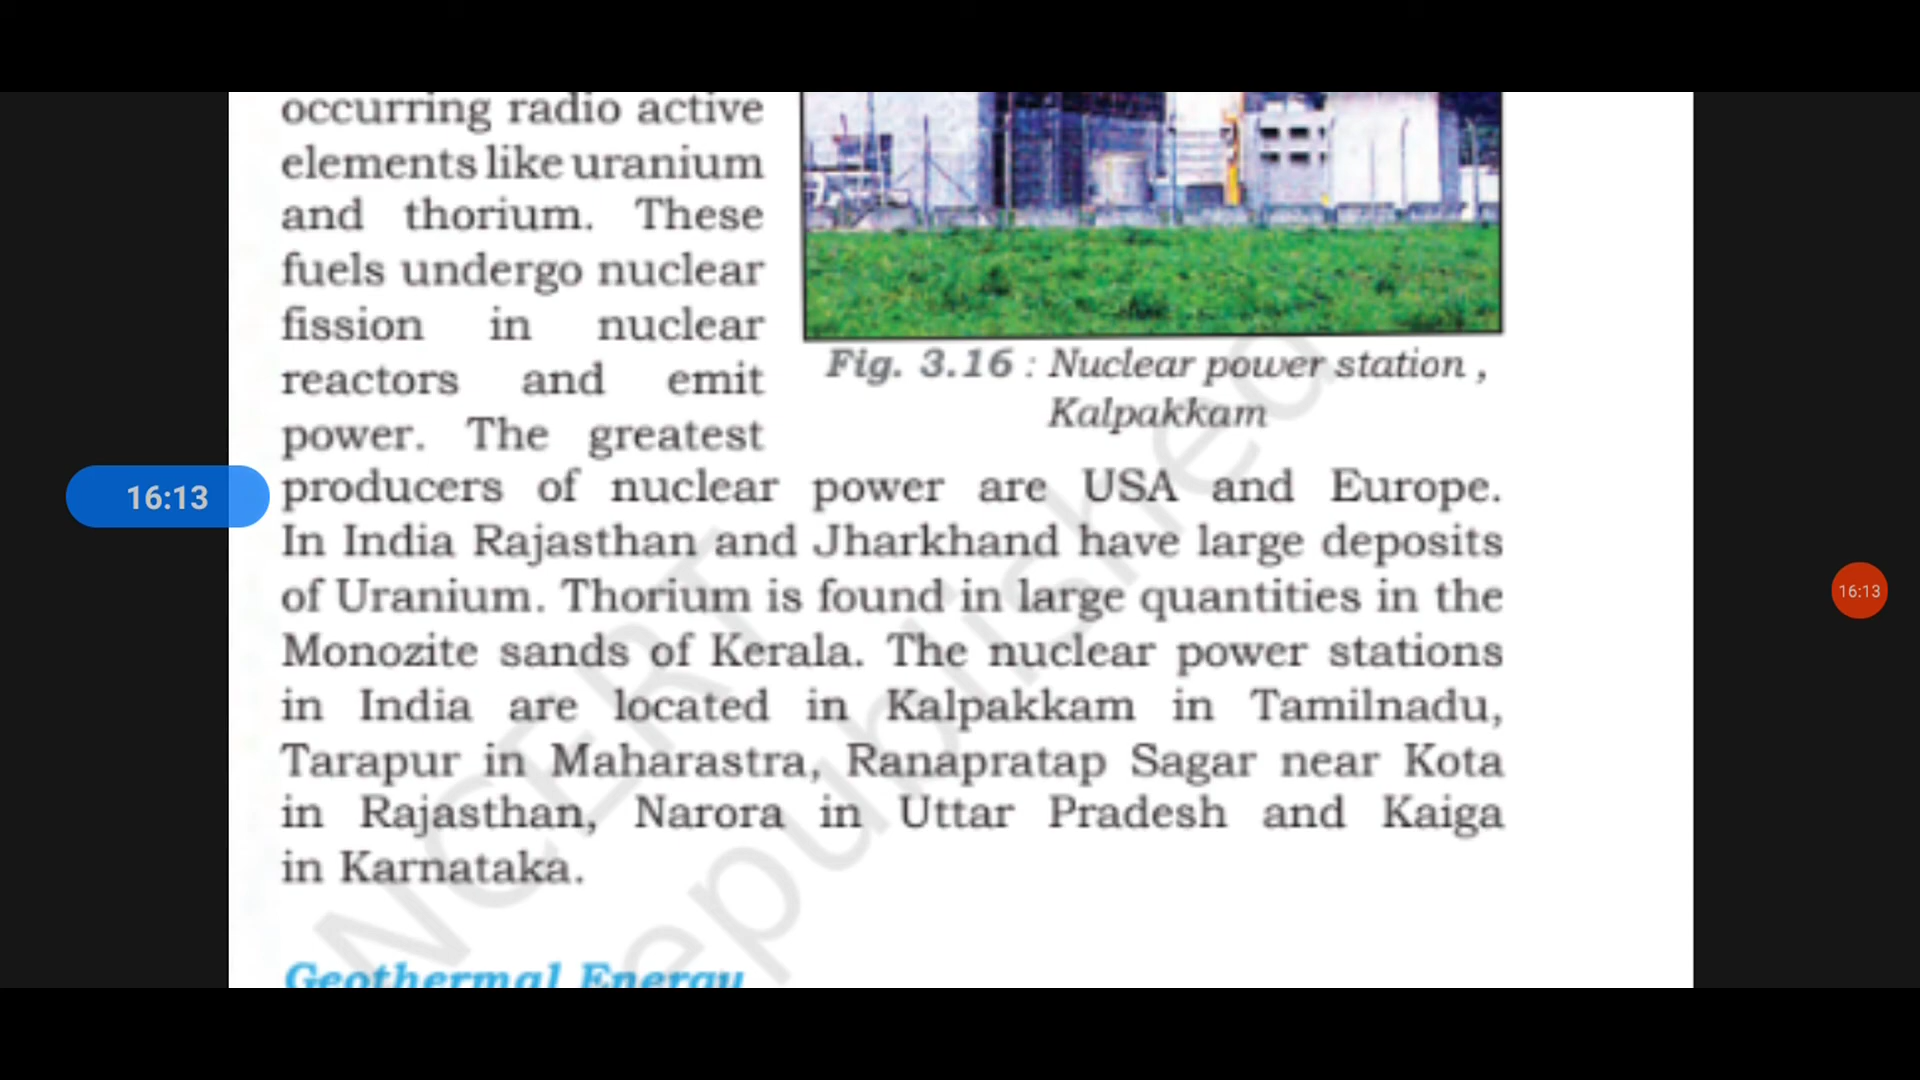 occurring radio active
elements like uranium
and thorium. These
fuels undergo nuclear
fission in nuclear
reactors and emit
power. The greatest
Fig. 3.16 : Nuclear power station ,
Kalpakkam
producers of nuclear power are USA and Europe.
In India Rajasthan and Jharkhand have large deposits
of Uranium. Thorium is found in large quantities in the
Monozite sands of Kerala. The nuclear power stations
in India are located in Kalpakkam in Tamilnadu,
Tarapur in Maharastra, Ranapratap Sagar near Kota
in Rajasthan, Narora in Uttar Pradesh and Kaiga
in Karnataka.
Geothermal Energy
16:13
16:13
NCERT
republished